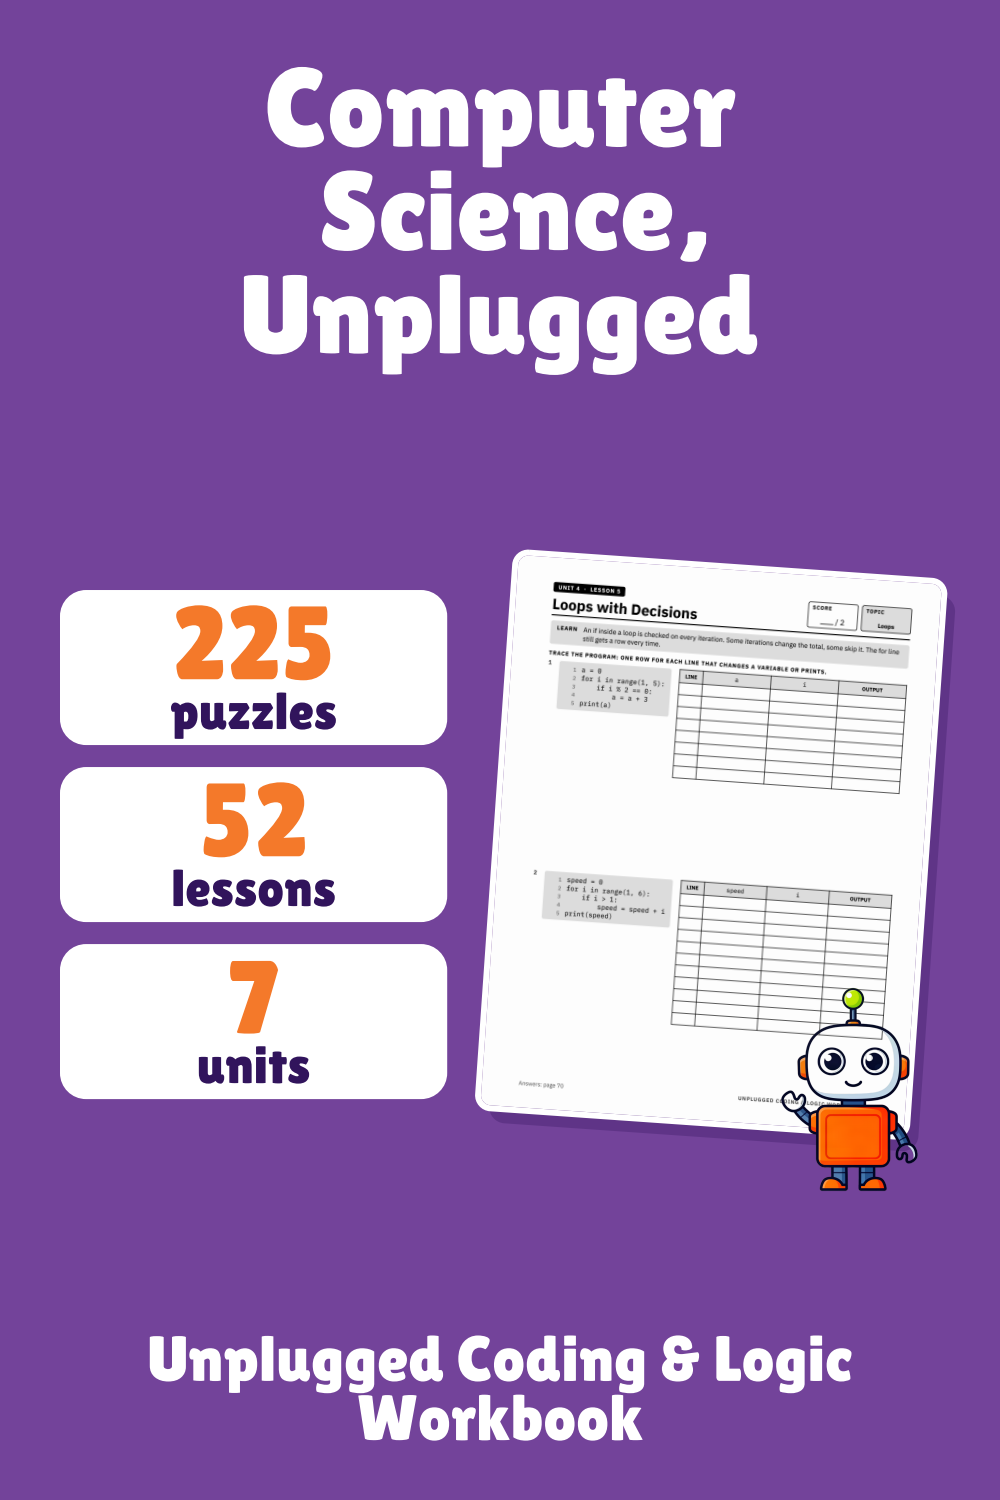 Computer
Science,
Unplugged
225
puzzles
52
lessons
7
units
UNIT 4 · LESSON 5
Loops with Decisions
SCORE
___ / 2
TOPIC
Loops
LEARN An if inside a loop is checked on every iteration. Some iterations change the total, some skip it. The for line
still gets a row every time.
TRACE THE PROGRAM: ONE ROW FOR EACH LINE THAT CHANGES A VARIABLE OR PRINTS.
1
1 a = 0
2 for i in range(1, 5):
3 if i % 2 == 0:
4 a = a + 3
5 print(a)
LINE a i OUTPUT
2
1 speed = 0
2 for i in range(1, 6):
3 if i > 1:
4 speed = speed + i
5 print(speed)
LINE speed i OUTPUT
Answers: page 70
UNPLUGGED CODING & LOGIC
Unplugged Coding & Logic
Workbook